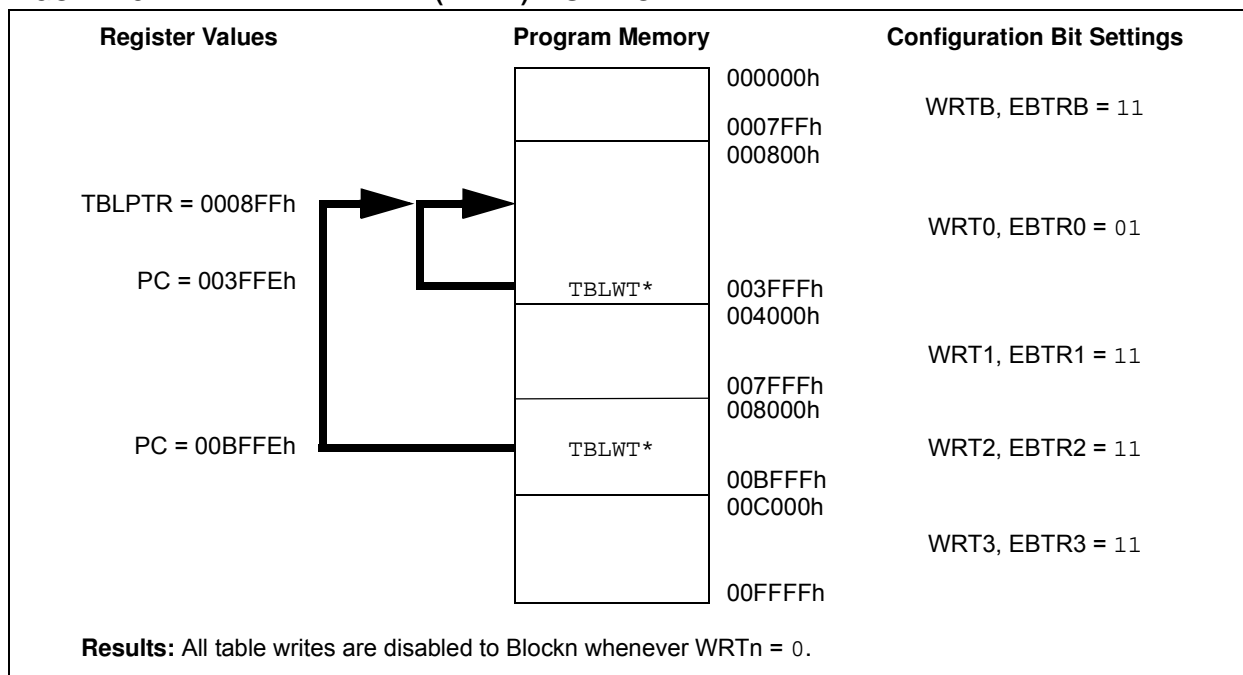 Register Values Program Memory Configuration Bit Settings
000000h
WRTB, EBTRB = 11
0007FFh
000800h
TBLPTR = 0008FFh
WRT0, EBTR0 = 01
PC = 003FFEh TBLWT* 003FFFh
004000h
WRT1, EBTR1 = 11
007FFFh
008000h
PC = 00BFFEh TBLWT* WRT2, EBTR2 = 11
00BFFFh
00C000h
WRT3, EBTR3 = 11
00FFFFh
Results: All table writes are disabled to Blockn whenever WRTn = 0.